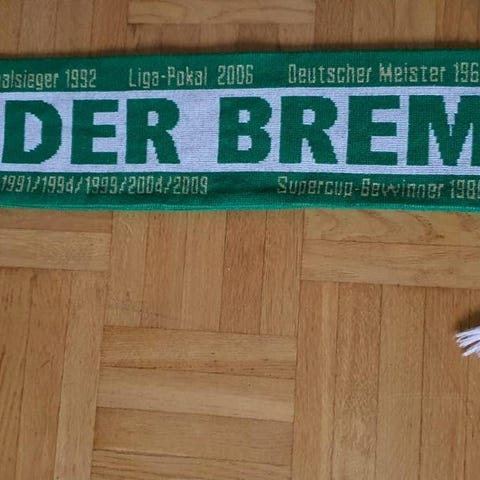 alsieger 1992 Liga-Pokal 2006 Deutscher Meister 196
DER BREM
1991/1994/1999/2004/2009 Supercup-Gewinner 198